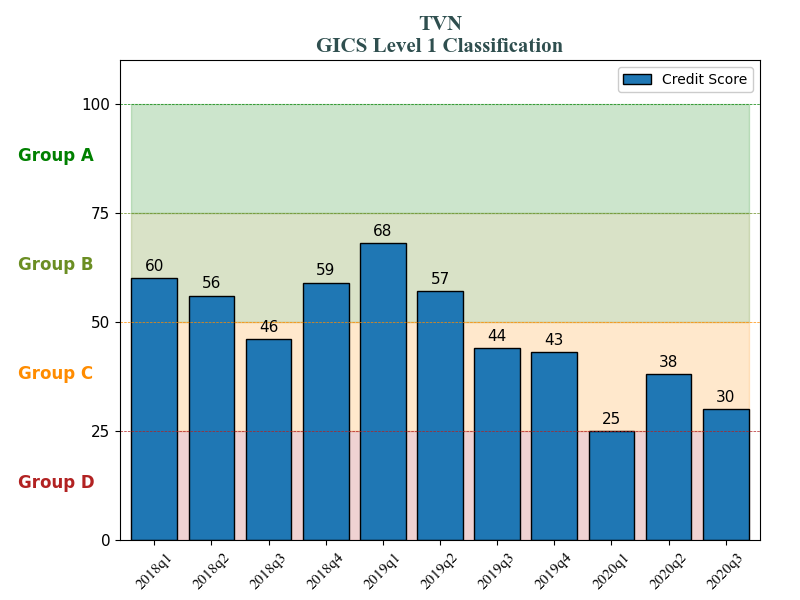 TVN
GICS Level 1 Classification
Credit Score
100
Group A
75
68
Group B
60
59
57
56
50
46
44
43
Group C
38
30
25
25
Group D
0
2018q1
2018q2
2018q3
2018q4
2019q1
2019q2
2019q3
2019q4
2020q1
2020q2
2020q3